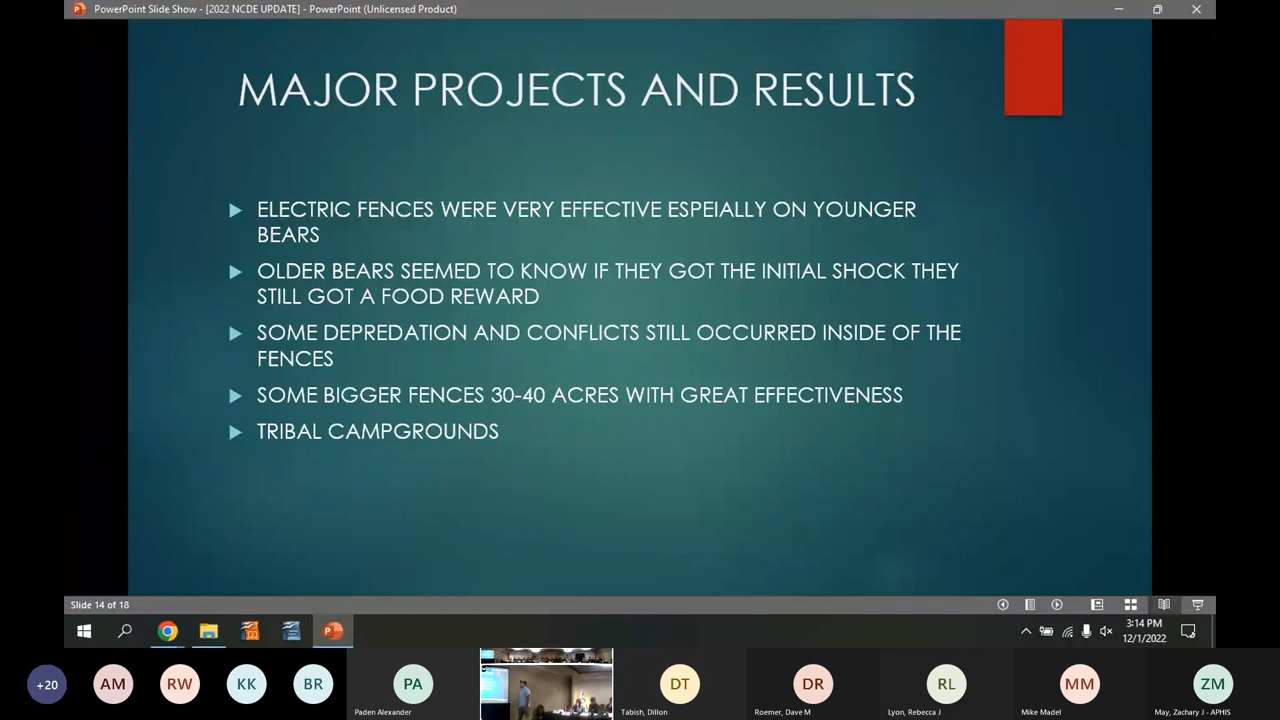 PowerPoint Slide Show - [2022 NCDE UPDATE] - PowerPoint (Unlicensed Product)
MAJOR PROJECTS AND RESULTS
ELECTRIC FENCES WERE VERY EFFECTIVE ESPEIALLY ON YOUNGER
BEARS
OLDER BEARS SEEMED TO KNOW IF THEY GOT THE INITIAL SHOCK THEY
STILL GOT A FOOD REWARD
SOME DEPREDATION AND CONFLICTS STILL OCCURRED INSIDE OF THE
FENCES
SOME BIGGER FENCES 30-40 ACRES WITH GREAT EFFECTIVENESS
TRIBAL CAMPGROUNDS
Slide 14 of 18
3:14 PM
12/1/2022
+20
AM
RW
KK
BR
PA
DT
DR
RL
MM
ZM
Paden Alexander
Tabish, Dillon
Roemer, Dave M
Lyon, Rebecca J
Mike Madel
May, Zachary J - APHIS